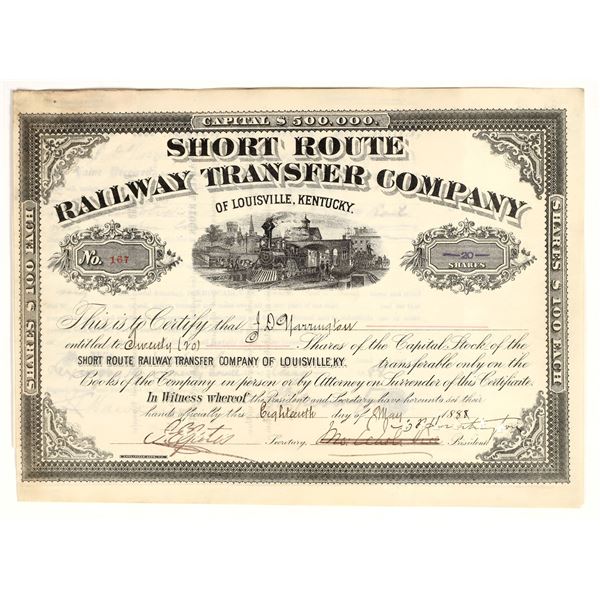 CAPITAL $ 500,000.
SHORT ROUTE
RAILWAY TRANSFER COMPANY
OF LOUISVILLE, KENTUCKY.
SHARES $ 100 EACH
No. 167
20
SHARES
SHARES $ 100 EACH
This is to Certify that J.D. Warrington
entitled to Twenty (20) Shares of the Capital Stock of the
SHORT ROUTE RAILWAY TRANSFER COMPANY OF LOUISVILLE, KY. transferable only on the
Books of the Company in person or by Attorney on Surrender of this Certificate.
In Witness whereof the President and Secretary have hereunto set their
hands officially this Eighteenth day of May 1888
Secretary. President